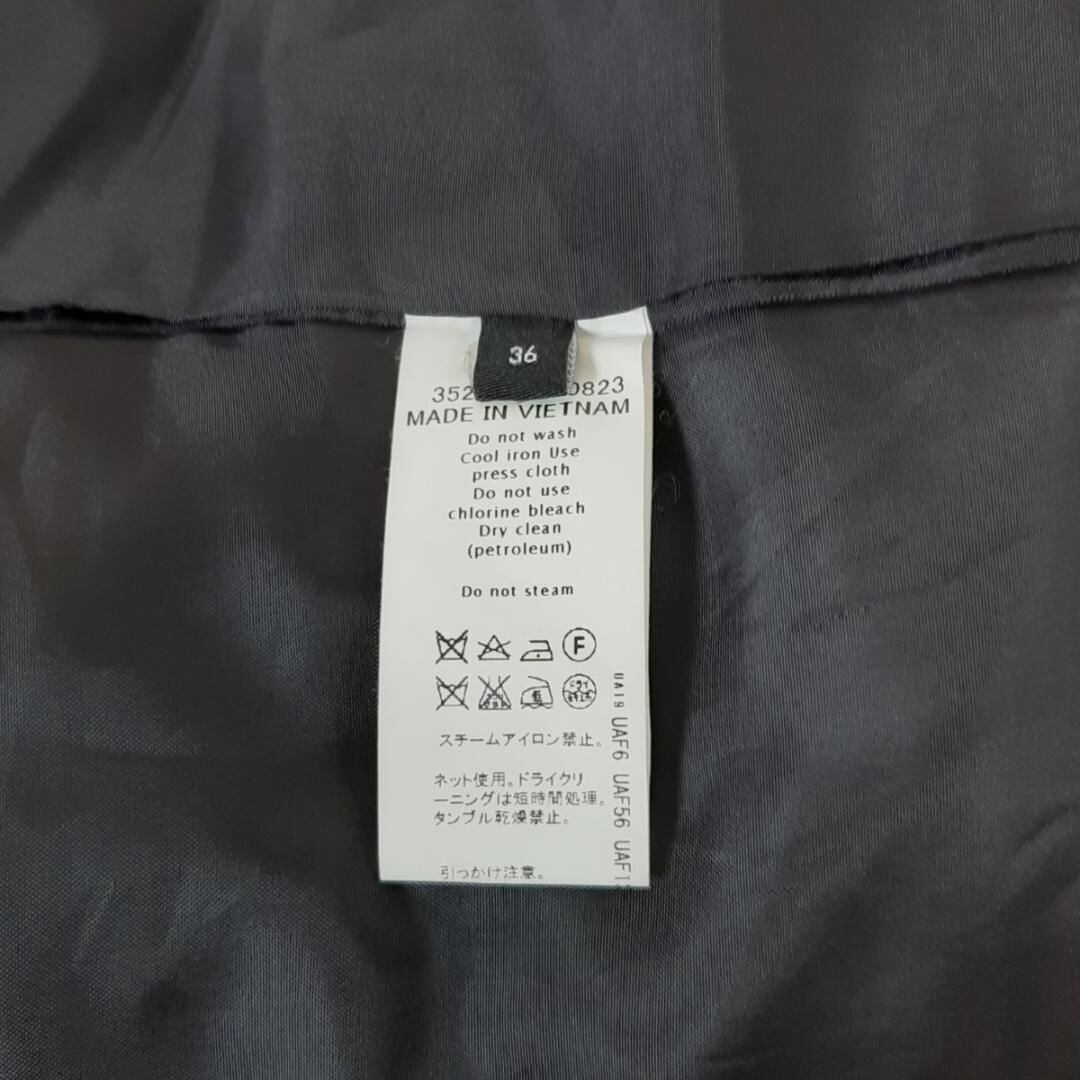 36
352 0823
MADE IN VIETNAM
Do not wash
Cool iron Use
press cloth
Do not use
chlorine bleach
Dry clean
(petroleum)
Do not steam
F
スチームアイロン禁止。
ネット使用。ドライクリ
ーニングは短時間処理。
タンブル乾燥禁止。
引っかけ注意。
UA19 UAF6 UAF56